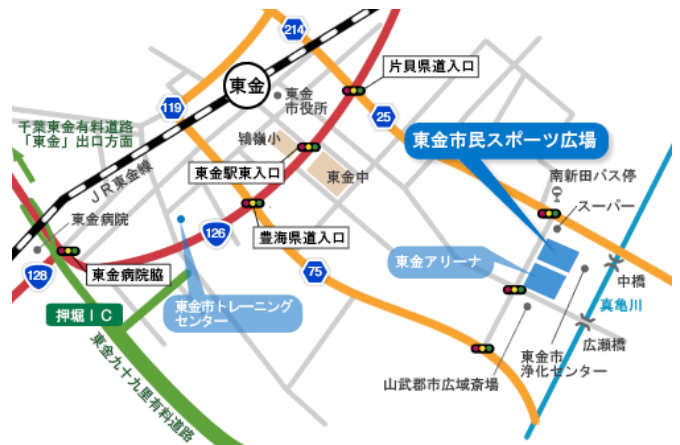 214
片貝県道入口
東金
東金
市役所
119
25
千葉東金有料道路
「東金」出口方面
鴇嶺小
東金市民スポーツ広場
JR東金線
東金駅東入口
東金中
南新田バス停
スーパー
東金病院
126
豊海県道入口
東金アリーナ
128
東金病院脇
75
中橋
真亀川
押堀IC
東金市トレーニング
センター
広瀬橋
東金市
浄化センター
山武郡市広域斎場
東金九十九里有料道路